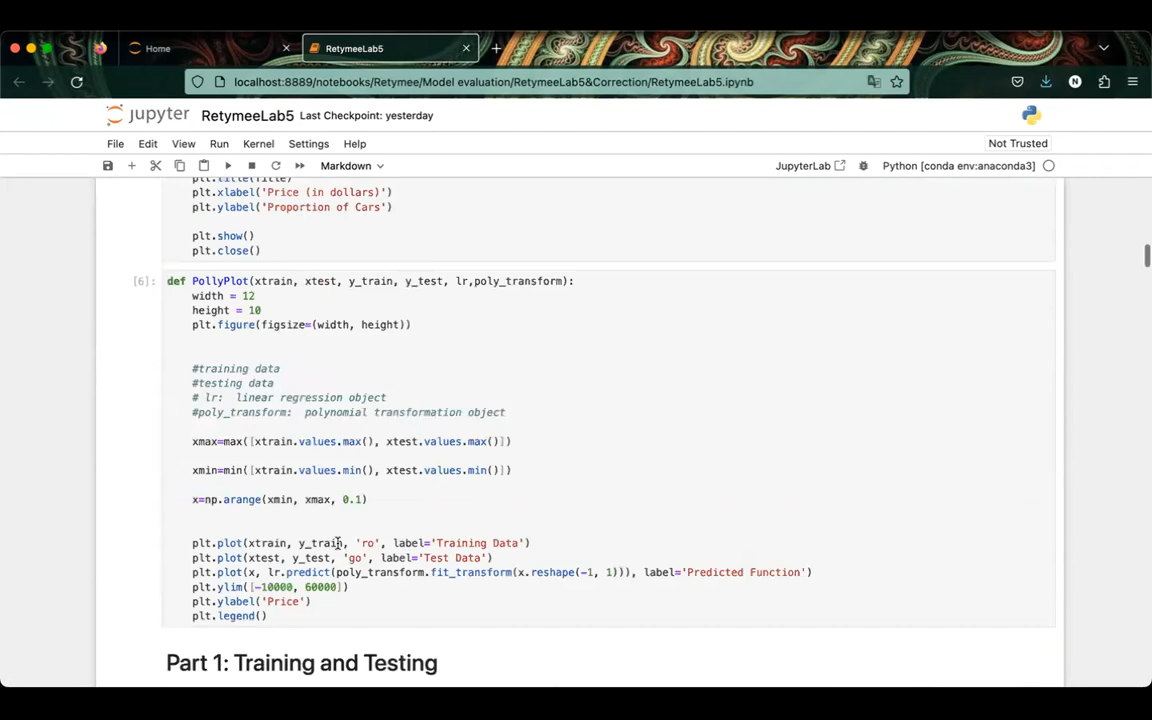 Home
RetymeeLab5
localhost:8889/notebooks/Retymee/Model evaluation/RetymeeLab5&Correction/RetymeeLab5.ipynb
N
jupyter RetymeeLab5 Last Checkpoint: yesterday
File Edit View Run Kernel Settings Help Not Trusted
Markdown JupyterLab Python [conda env:anaconda3]
plt.title(Title)
plt.xlabel('Price (in dollars)')
plt.ylabel('Proportion of Cars')
plt.show()
plt.close()
[6]: def PollyPlot(xtrain, xtest, y_train, y_test, lr,poly_transform):
width = 12
height = 10
plt.figure(figsize=(width, height))
#training data
#testing data
# lr:  linear regression object
#poly_transform:  polynomial transformation object
xmax=max([xtrain.values.max(), xtest.values.max()])
xmin=min([xtrain.values.min(), xtest.values.min()])
x=np.arange(xmin, xmax, 0.1)
plt.plot(xtrain, y_train, 'ro', label='Training Data')
plt.plot(xtest, y_test, 'go', label='Test Data')
plt.plot(x, lr.predict(poly_transform.fit_transform(x.reshape(-1, 1))), label='Predicted Function')
plt.ylim([-10000, 60000])
plt.ylabel('Price')
plt.legend()
Part 1: Training and Testing